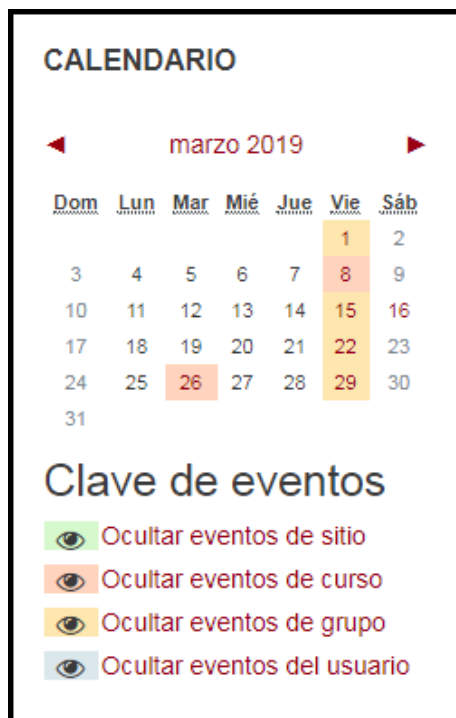 CALENDARIO
◄ marzo 2019 ►
Dom Lun Mar Mié Jue Vie Sáb
1 2
3 4 5 6 7 8 9
10 11 12 13 14 15 16
17 18 19 20 21 22 23
24 25 26 27 28 29 30
31
Clave de eventos
Ocultar eventos de sitio
Ocultar eventos de curso
Ocultar eventos de grupo
Ocultar eventos del usuario